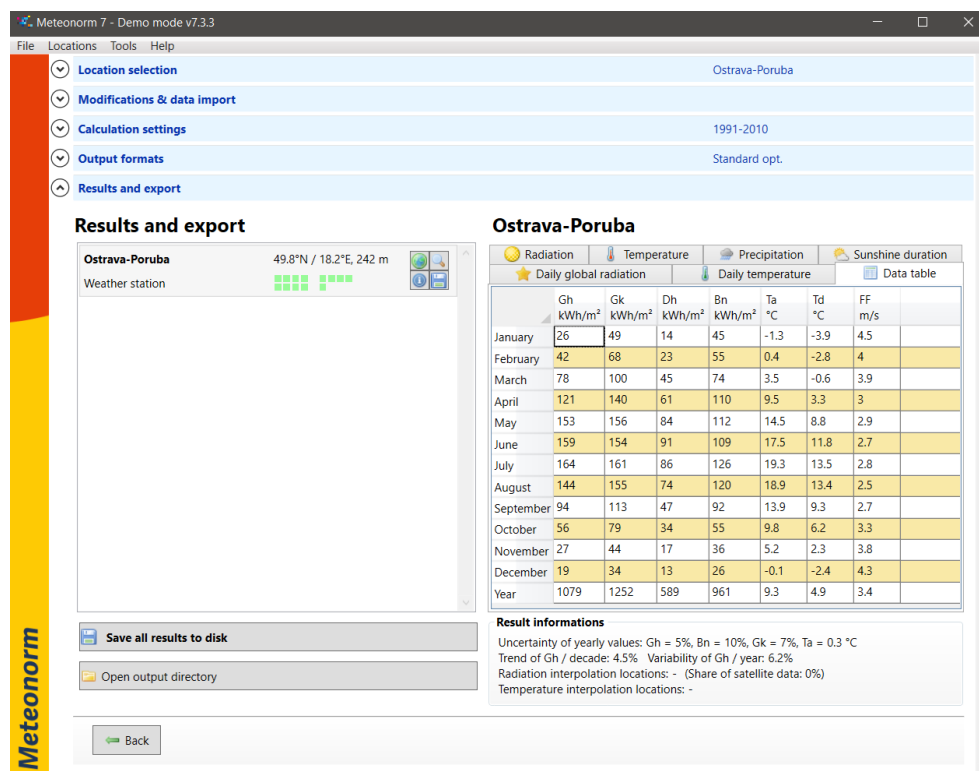 Meteonorm 7 - Demo mode v7.3.3
File Locations Tools Help
Location selection Ostrava-Poruba
Modifications & data import
Calculation settings 1991-2010
Output formats Standard opt.
Results and export
Results and export
Ostrava-Poruba 49.8°N / 18.2°E, 242 m
Weather station
Save all results to disk
Open output directory
Ostrava-Poruba
Radiation Temperature Precipitation Sunshine duration
Daily global radiation Daily temperature Data table
Gh Gk Dh Bn Ta Td FF
kWh/m² kWh/m² kWh/m² kWh/m² °C °C m/s
January 26 49 14 45 -1.3 -3.9 4.5
February 42 68 23 55 0.4 -2.8 4
March 78 100 45 74 3.5 -0.6 3.9
April 121 140 61 110 9.5 3.3 3
May 153 156 84 112 14.5 8.8 2.9
June 159 154 91 109 17.5 11.8 2.7
July 164 161 86 126 19.3 13.5 2.8
August 144 155 74 120 18.9 13.4 2.5
September 94 113 47 92 13.9 9.3 2.7
October 56 79 34 55 9.8 6.2 3.3
November 27 44 17 36 5.2 2.3 3.8
December 19 34 13 26 -0.1 -2.4 4.3
Year 1079 1252 589 961 9.3 4.9 3.4
Result informations
Uncertainty of yearly values: Gh = 5%, Bn = 10%, Gk = 7%, Ta = 0.3 °C
Trend of Gh / decade: 4.5% Variability of Gh / year: 6.2%
Radiation interpolation locations: - (Share of satellite data: 0%)
Temperature interpolation locations: -
Back
Meteonorm